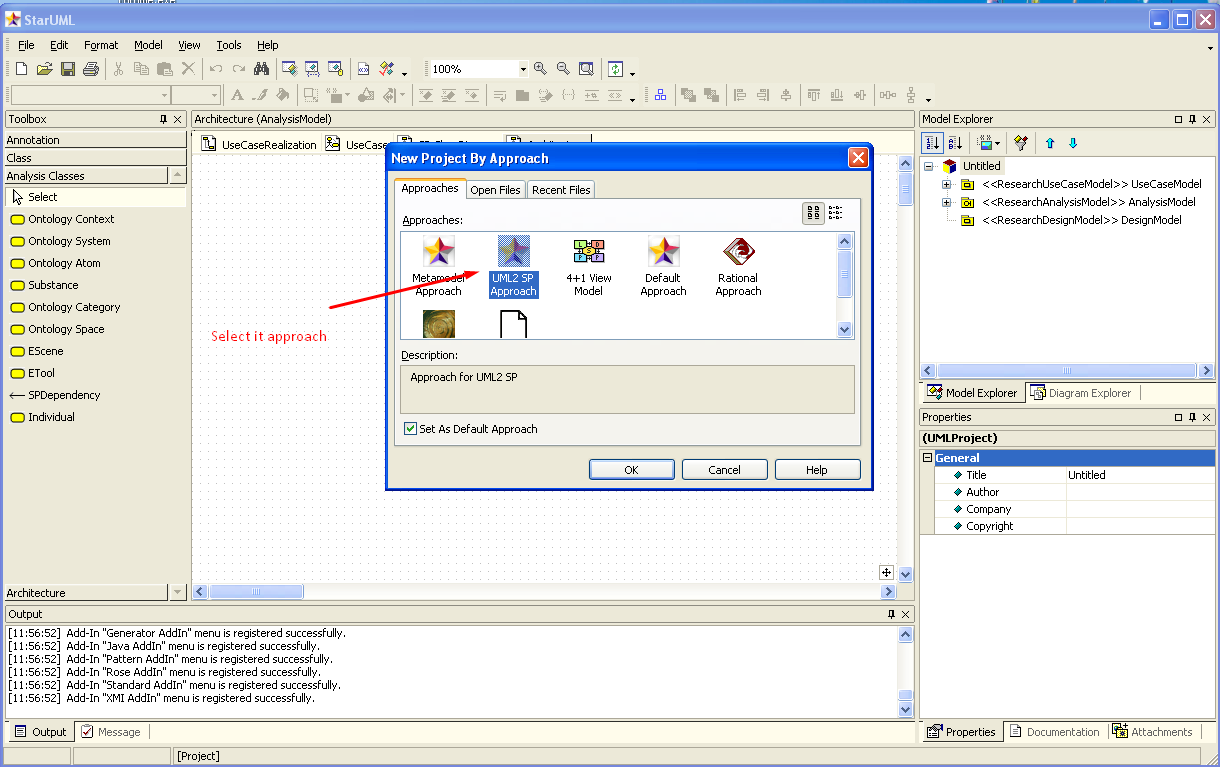 StarUML
File Edit Format Model View Tools Help
100%
Toolbox
Annotation
Class
Analysis Classes
Select
Ontology Context
Ontology System
Ontology Atom
Substance
Ontology Category
Ontology Space
EScene
ETool
SPDependency
Individual
Architecture
Architecture (AnalysisModel)
UseCaseRealization UseCase
New Project By Approach
Approaches Open Files Recent Files
Approaches:
Metamodel Approach
UML2 SP Approach
4+1 View Model
Default Approach
Rational Approach
Select it approach
Description:
Approach for UML2 SP
Set As Default Approach
OK Cancel Help
Model Explorer
Untitled
<<ResearchUseCaseModel>> UseCaseModel
<<ResearchAnalysisModel>> AnalysisModel
<<ResearchDesignModel>> DesignModel
Model Explorer Diagram Explorer
Properties
(UMLProject)
General
Title Untitled
Author
Company
Copyright
Properties Documentation Attachments
Output
[11:56:52] Add-In "Generator AddIn" menu is registered successfully.
[11:56:52] Add-In "Java AddIn" menu is registered successfully.
[11:56:52] Add-In "Pattern AddIn" menu is registered successfully.
[11:56:52] Add-In "Rose AddIn" menu is registered successfully.
[11:56:52] Add-In "Standard AddIn" menu is registered successfully.
[11:56:52] Add-In "XMI AddIn" menu is registered successfully.
Output Message
[Project]